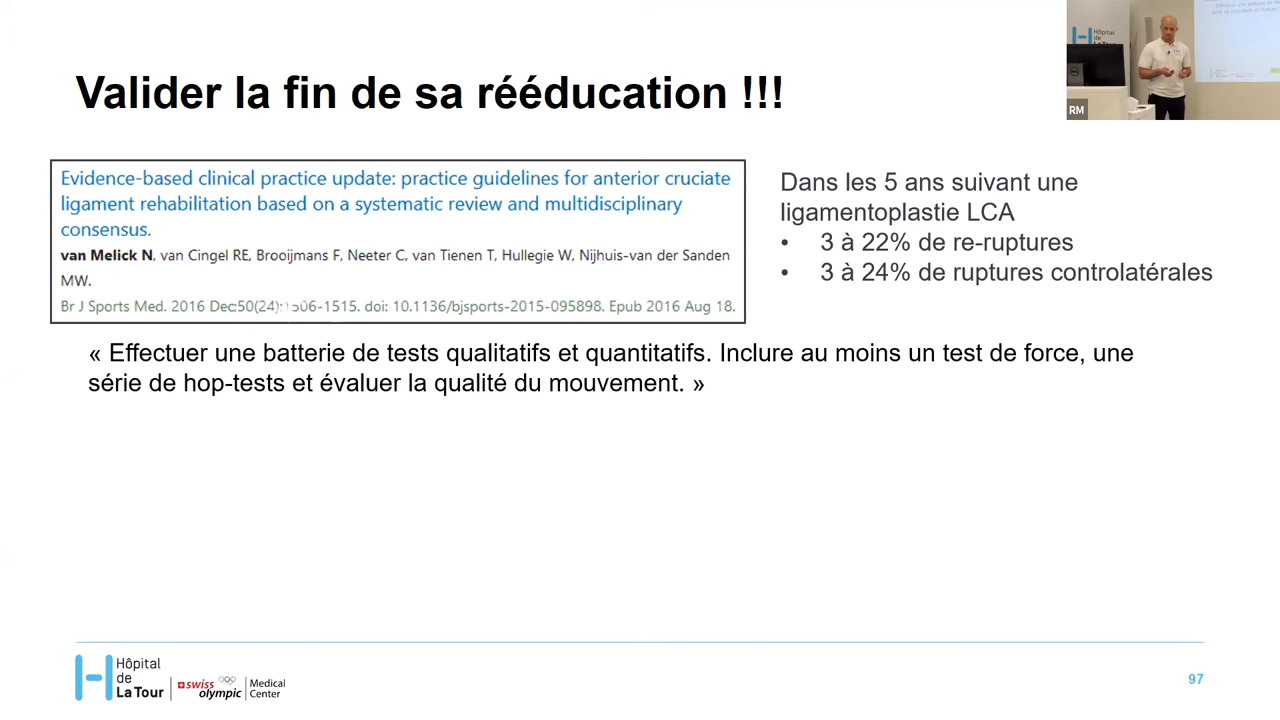 Valider la fin de sa rééducation !!!
Hôpital
de
La Tour
RM
Evidence-based clinical practice update: practice guidelines for anterior cruciate
ligament rehabilitation based on a systematic review and multidisciplinary
consensus.
van Melick N, van Cingel RE, Brooijmans F, Neeter C, van Tienen T, Hullegie W, Nijhuis-van der Sanden
MW.
Br J Sports Med. 2016 Dec;50(24):1506-1515. doi: 10.1136/bjsports-2015-095898. Epub 2016 Aug 18.
Dans les 5 ans suivant une
ligamentoplastie LCA
• 3 à 22% de re-ruptures
• 3 à 24% de ruptures controlatérales
« Effectuer une batterie de tests qualitatifs et quantitatifs. Inclure au moins un test de force, une
série de hop-tests et évaluer la qualité du mouvement. »
Hôpital
de
La Tour
swiss
olympic
Medical
Center
97